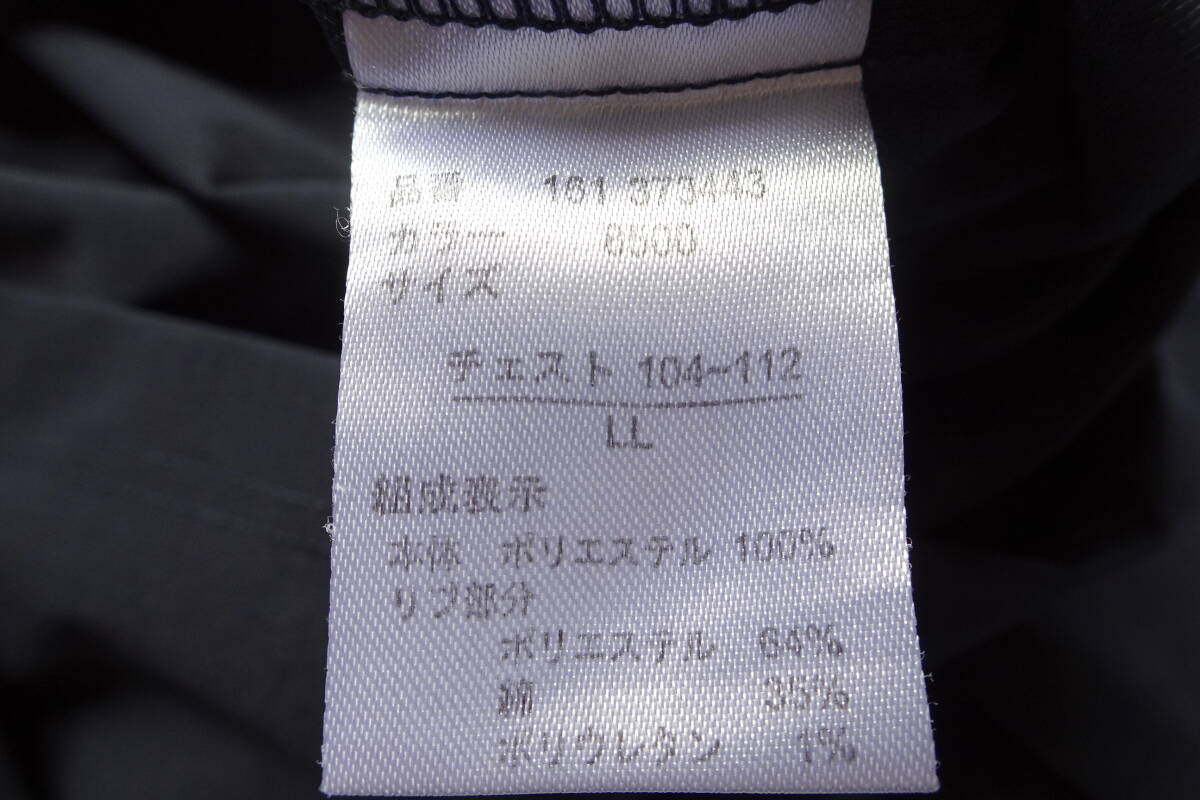 品番 161 373443
カラー 6500
サイズ
チェスト 104~112
LL
組成表示
本体 ポリエステル 100%
リブ部分
ポリエステル 64%
綿 35%
ポリウレタン 1%